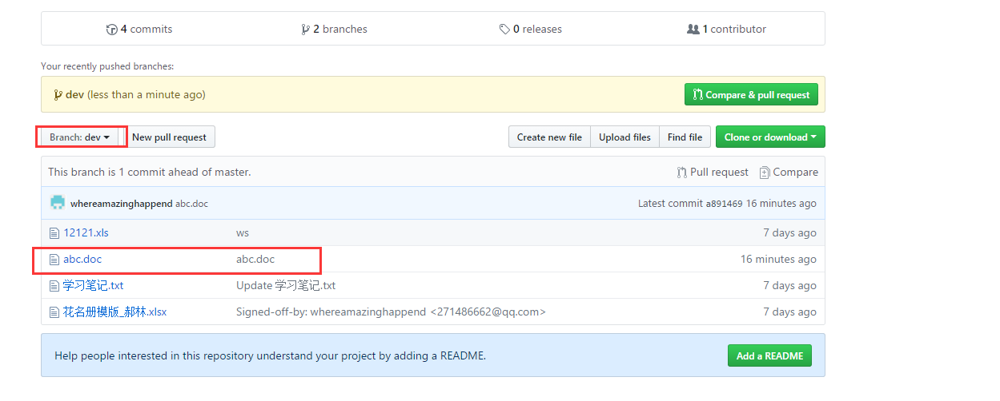 4 commits 2 branches 0 releases 1 contributor
Your recently pushed branches:
dev (less than a minute ago) Compare & pull request
Branch: dev New pull request Create new file Upload files Find file Clone or download
This branch is 1 commit ahead of master. Pull request Compare
whereamazinghappend abc.doc Latest commit a891469 16 minutes ago
12121.xls ws 7 days ago
abc.doc abc.doc 16 minutes ago
学习笔记.txt Update 学习笔记.txt 7 days ago
花名册模版_郝林.xlsx Signed-off-by: whereamazinghappend <271486662@qq.com> 7 days ago
Help people interested in this repository understand your project by adding a README. Add a README